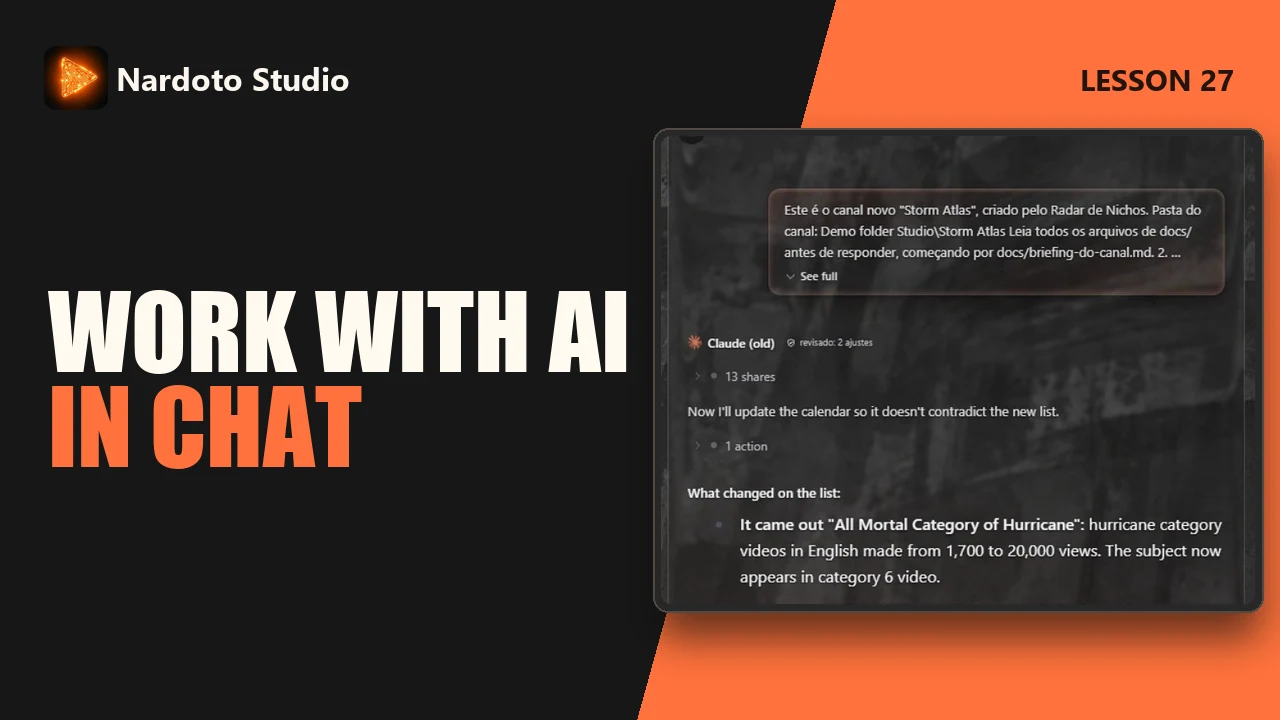 Nardoto Studio
LESSON 27
WORK WITH AI
IN CHAT
Este é o canal novo "Storm Atlas", criado pelo Radar de Nichos. Pasta do
canal: Demo folder Studio\Storm Atlas Leia todos os arquivos de docs/
antes de responder, começando por docs/briefing-do-canal.md. 2. ...
See full
Claude (old) revisado: 2 ajustes
13 shares
Now I'll update the calendar so it doesn't contradict the new list.
1 action
What changed on the list:
It came out "All Mortal Category of Hurricane": hurricane category
videos in English made from 1,700 to 20,000 views. The subject now
appears in category 6 video.